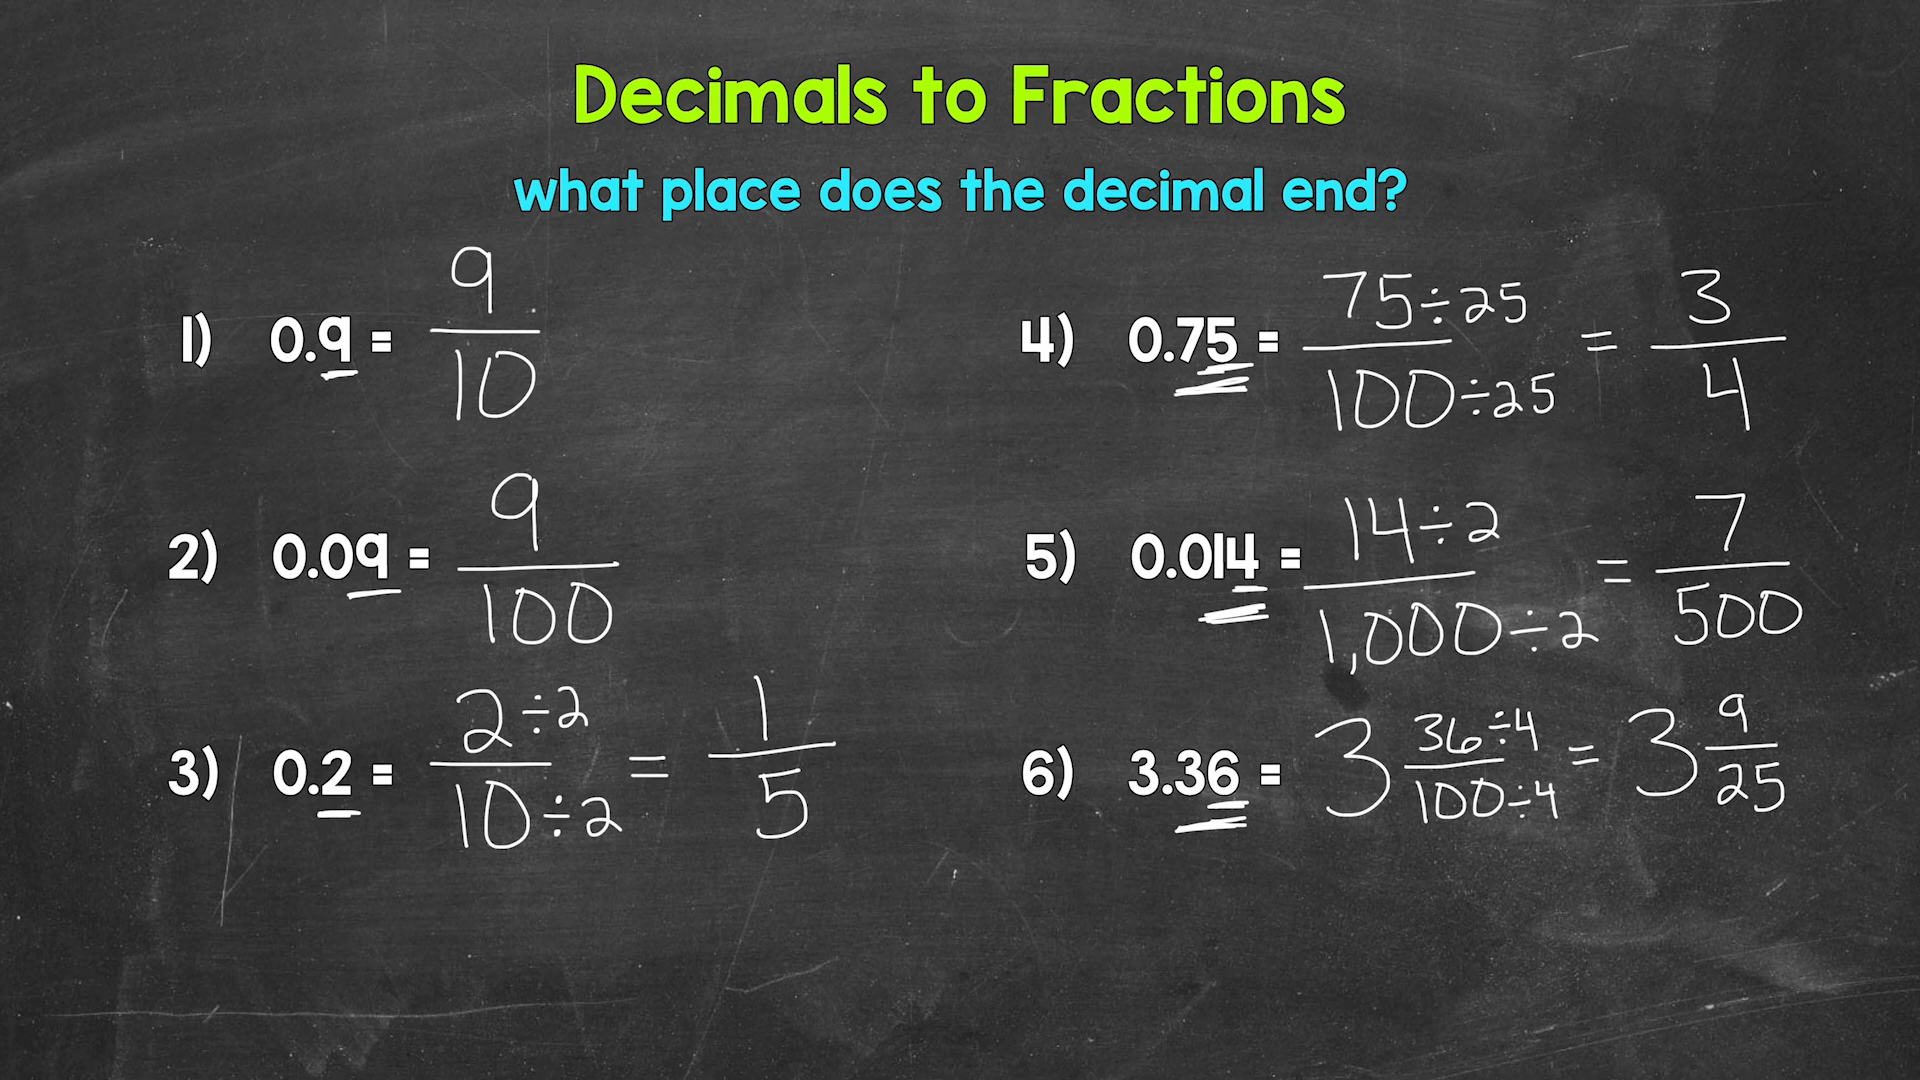 Decimals to Fractions
what place does the decimal end?
1) 0.9 = 9/10
2) 0.09 = 9/100
3) 0.2 = 2÷2/10÷2 = 1/5
4) 0.75 = 75÷25/100÷25 = 3/4
5) 0.014 = 14÷2/1,000÷2 = 7/500
6) 3.36 = 3 36÷4/100÷4 = 3 9/25